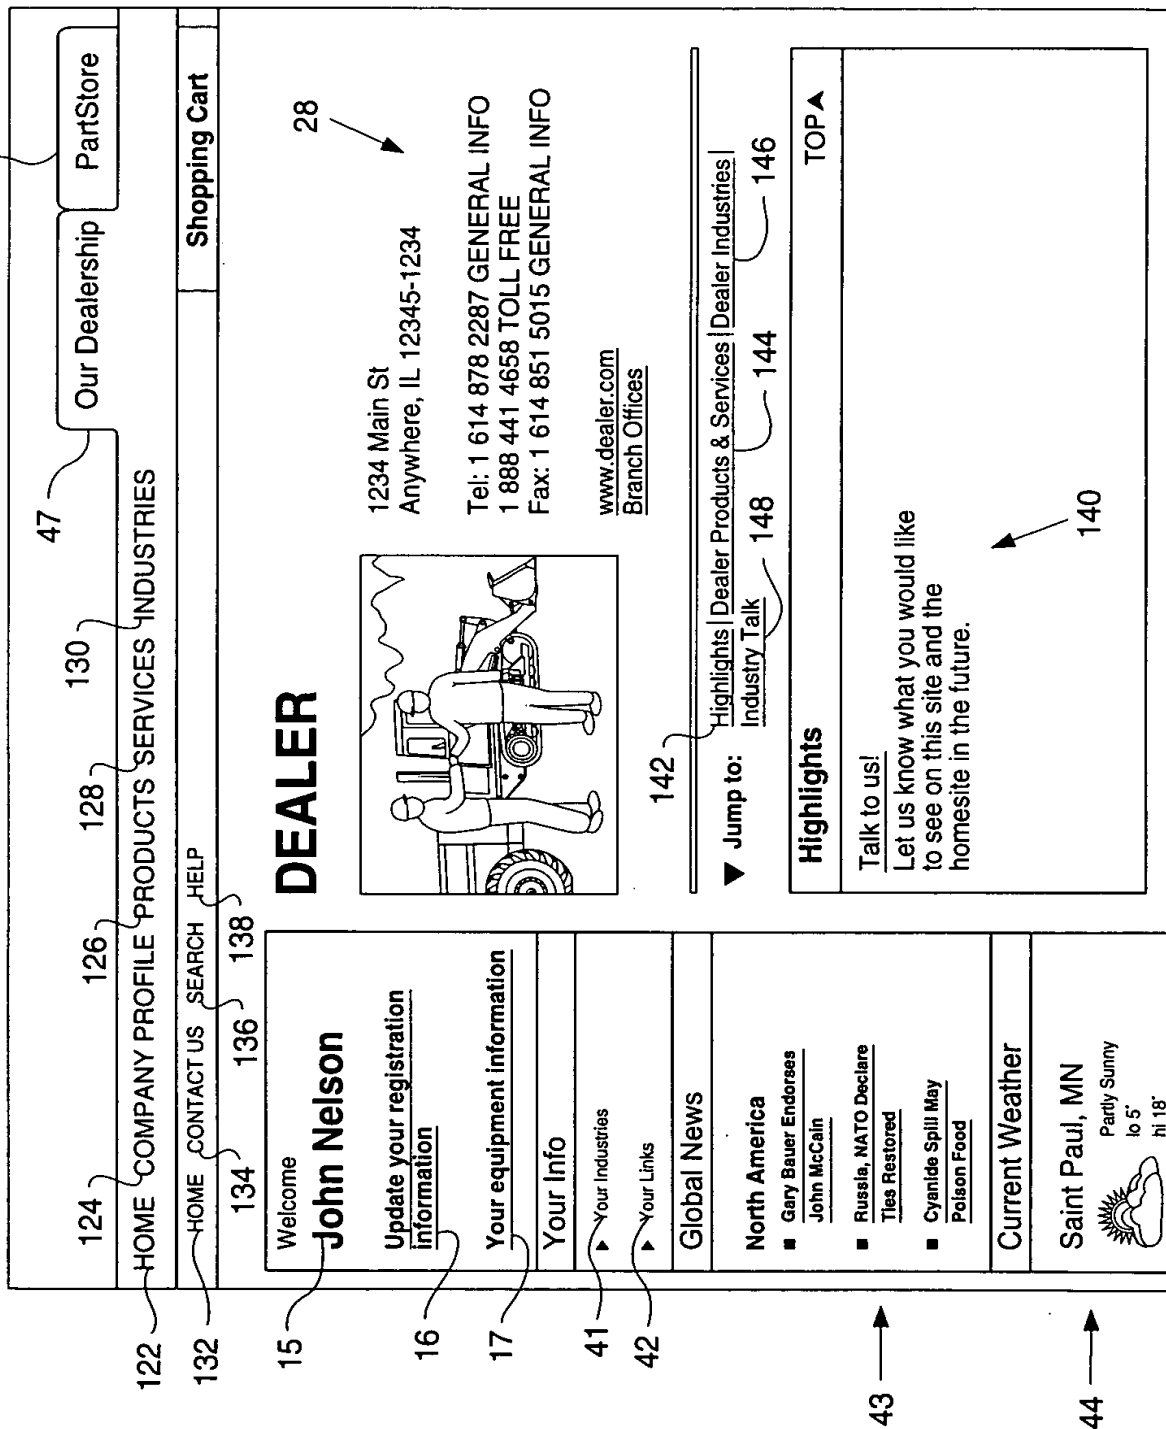 Our Dealership PartStore
47
124 126 128 130
122 HOME COMPANY PROFILE PRODUCTS SERVICES INDUSTRIES
132 HOME CONTACT US SEARCH HELP Shopping Cart
134 136 138
15
Welcome
John Nelson
16
Update your registration
information
17
Your equipment information
Your Info
41
▶ Your Industries
42
▶ Your Links
Global News
43
North America
■ Gary Bauer Endorses
John McCain
■ Russia, NATO Declare
Ties Restored
■ Cyanide Spill May
Poison Food
Current Weather
44
Saint Paul, MN
Partly Sunny
lo 5°
hi 18°
DEALER
28
1234 Main St
Anywhere, IL 12345-1234
Tel: 1 614 878 2287 GENERAL INFO
1 888 441 4658 TOLL FREE
Fax: 1 614 851 5015 GENERAL INFO
www.dealer.com
Branch Offices
142
▼ Jump to: Highlights | Dealer Products & Services | Dealer Industries |
Industry Talk 148 144 146
Highlights TOP
Talk to us!
Let us know what you would like
to see on this site and the
homesite in the future.
140